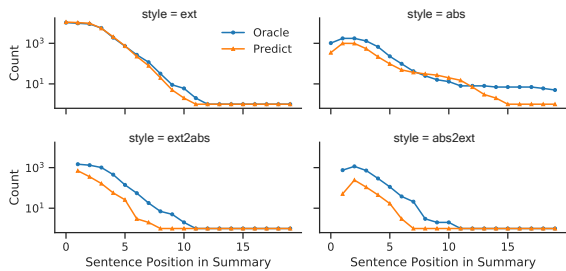 style = ext
style = abs
Oracle
Predict
Count
10³
10¹
style = ext2abs
style = abs2ext
Count
10³
10¹
0 5 10 15
0 5 10 15
Sentence Position in Summary
Sentence Position in Summary